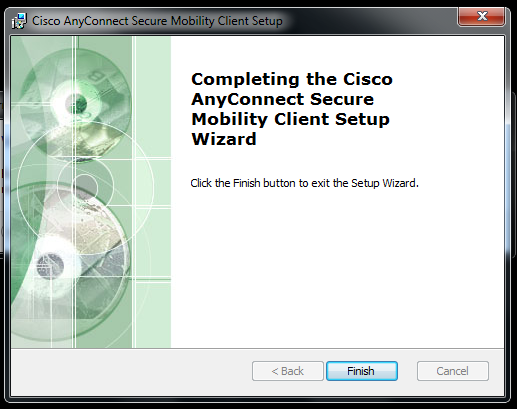 Cisco AnyConnect Secure Mobility Client Setup
Completing the Cisco
AnyConnect Secure
Mobility Client Setup
Wizard
Click the Finish button to exit the Setup Wizard.
< Back
Finish
Cancel